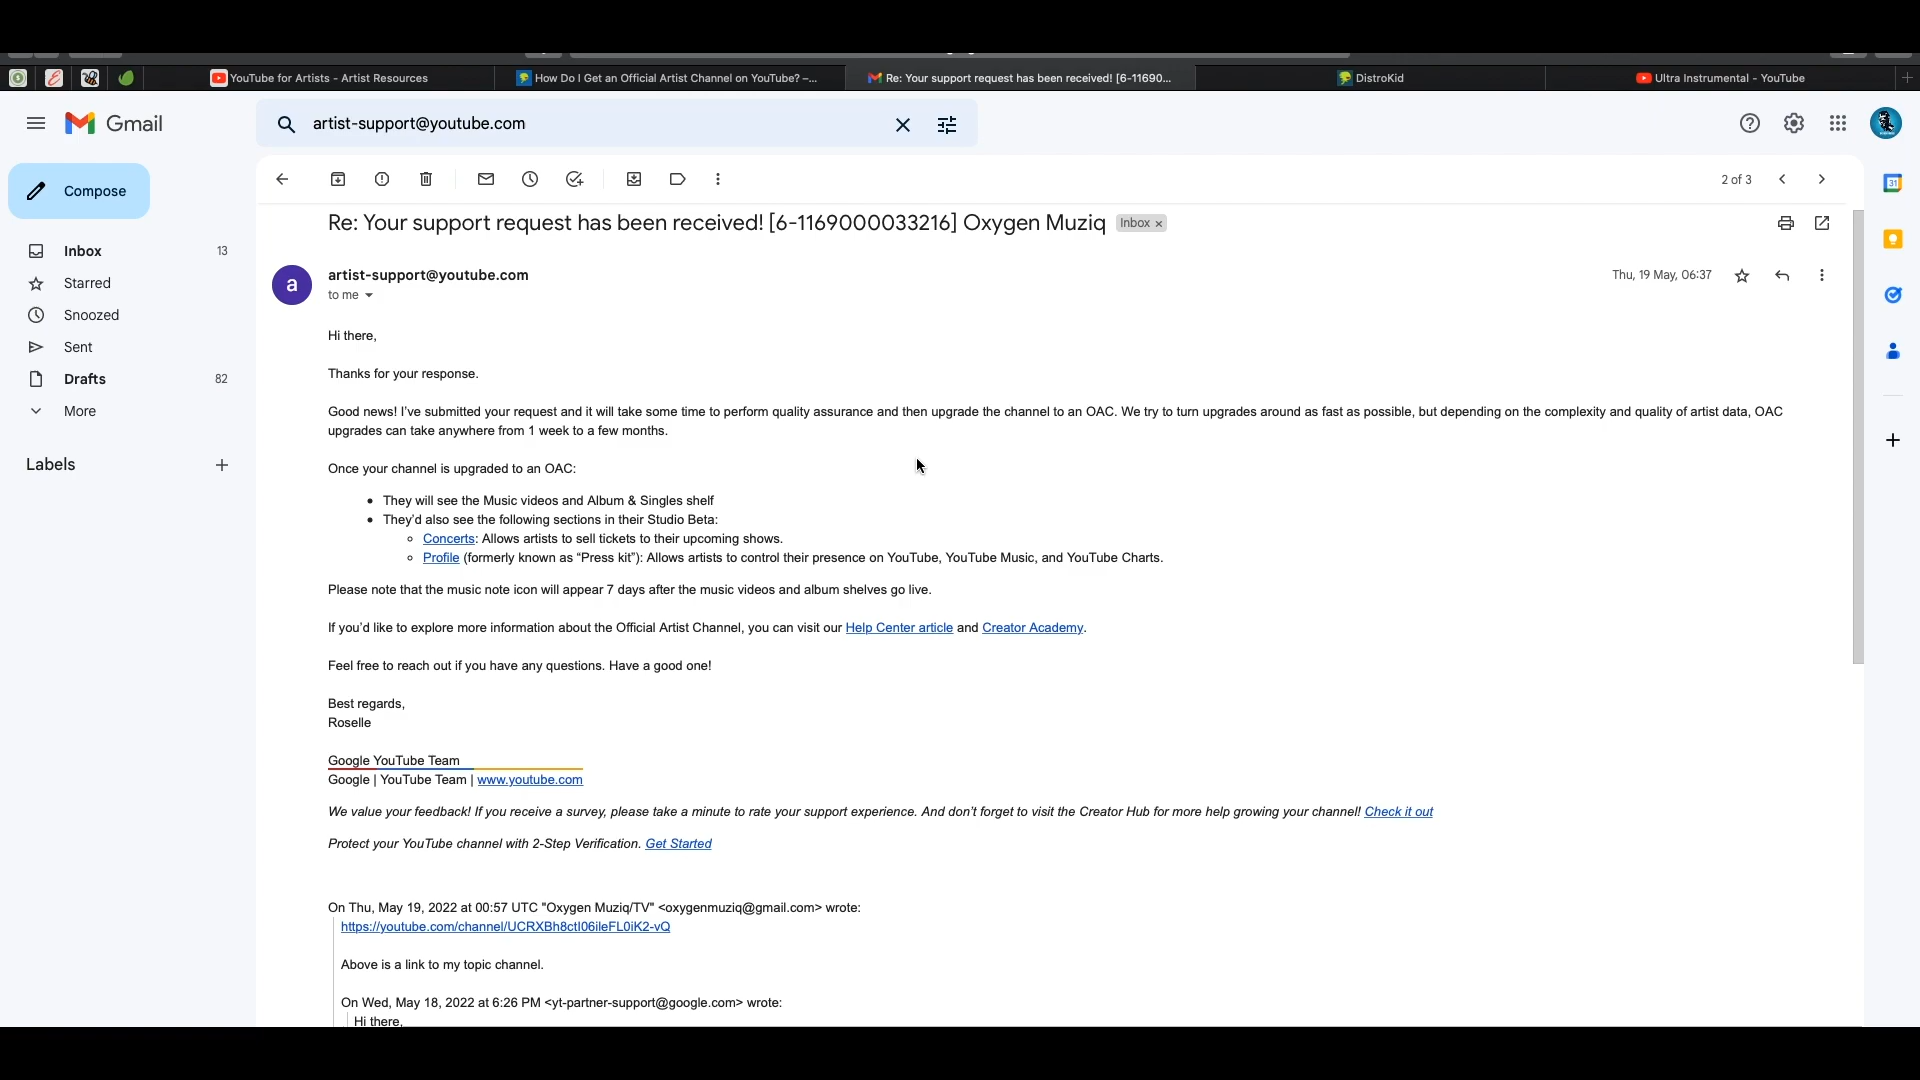 YouTube for Artists - Artist Resources
How Do I Get an Official Artist Channel on YouTube? –...
Re: Your support request has been received! [6-11690...
DistroKid
Ultra Instrumental - YouTube
Gmail
artist-support@youtube.com
Compose
2 of 3
Inbox 13
Starred
Snoozed
Sent
Drafts 82
More
Labels
Re: Your support request has been received! [6-1169000033216] Oxygen Muziq Inbox ×
artist-support@youtube.com
Thu, 19 May, 06:37
to me
a
31
Hi there,
Thanks for your response.
Good news! I've submitted your request and it will take some time to perform quality assurance and then upgrade the channel to an OAC. We try to turn upgrades around as fast as possible, but depending on the complexity and quality of artist data, OAC
upgrades can take anywhere from 1 week to a few months.
Once your channel is upgraded to an OAC:
• They will see the Music videos and Album & Singles shelf
• They'd also see the following sections in their Studio Beta:
◦ Concerts: Allows artists to sell tickets to their upcoming shows.
◦ Profile (formerly known as “Press kit”): Allows artists to control their presence on YouTube, YouTube Music, and YouTube Charts.
Please note that the music note icon will appear 7 days after the music videos and album shelves go live.
If you'd like to explore more information about the Official Artist Channel, you can visit our Help Center article and Creator Academy.
Feel free to reach out if you have any questions. Have a good one!
Best regards,
Roselle
Google YouTube Team
Google | YouTube Team | www.youtube.com
We value your feedback! If you receive a survey, please take a minute to rate your support experience. And don't forget to visit the Creator Hub for more help growing your channel! Check it out
Protect your YouTube channel with 2-Step Verification. Get Started
On Thu, May 19, 2022 at 00:57 UTC "Oxygen Muziq/TV" <oxygenmuziq@gmail.com> wrote:
https://youtube.com/channel/UCRXBh8ctl06ileFL0iK2-vQ
Above is a link to my topic channel.
On Wed, May 18, 2022 at 6:26 PM <yt-partner-support@google.com> wrote:
Hi there,